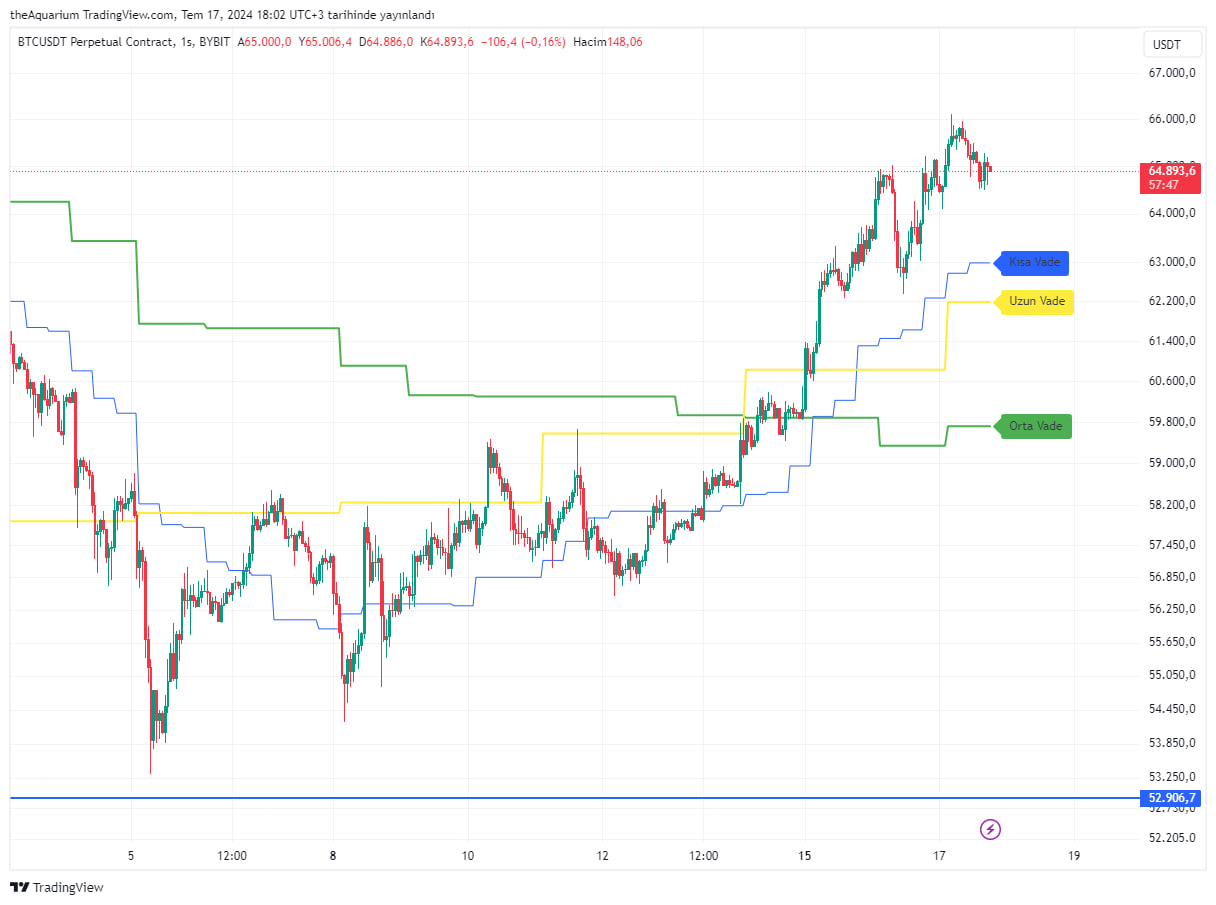 theAquarium TradingView.com, Tem 17, 2024 18:02 UTC+3 tarihinde yayınlandı
BTCUSDT Perpetual Contract, 1s, BYBIT A65.000,0 Y65.006,4 D64.886,0 K64.893,6 −106,4 (−0,16%) Hacim148,06
USDT
67.000,0
66.000,0
64.893,6
57:47
64.000,0
Kısa Vade
63.000,0
Uzun Vade
62.200,0
61.400,0
60.600,0
59.800,0
Orta Vade
59.000,0
58.200,0
57.450,0
56.850,0
56.250,0
55.650,0
55.050,0
54.450,0
53.850,0
53.250,0
52.906,7
52.205.0
5 12:00 8 10 12 12:00 15 17 19
TradingView